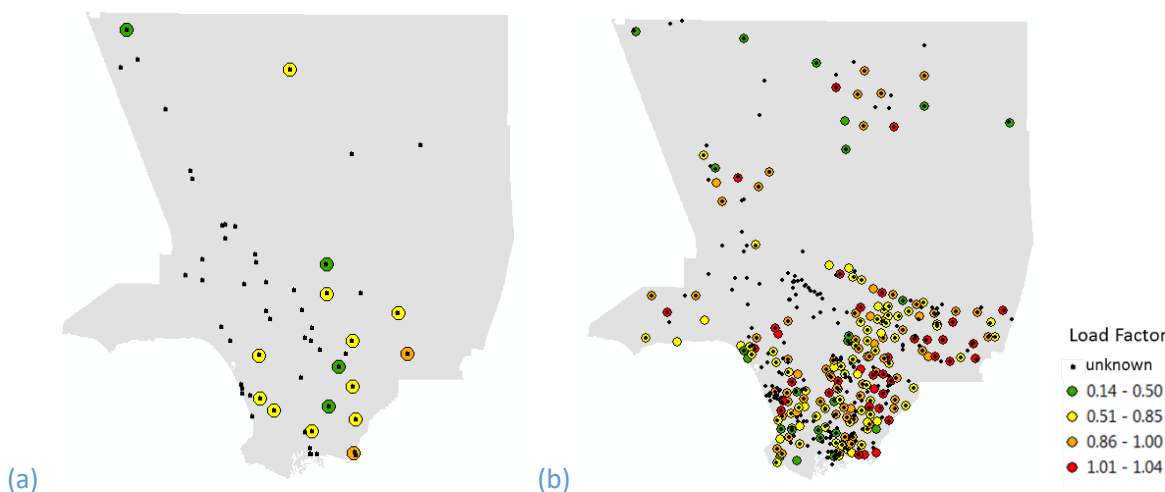 (a)
(b)
Load Factor
unknown
0.14 - 0.50
0.51 - 0.85
0.86 - 1.00
1.01 - 1.04